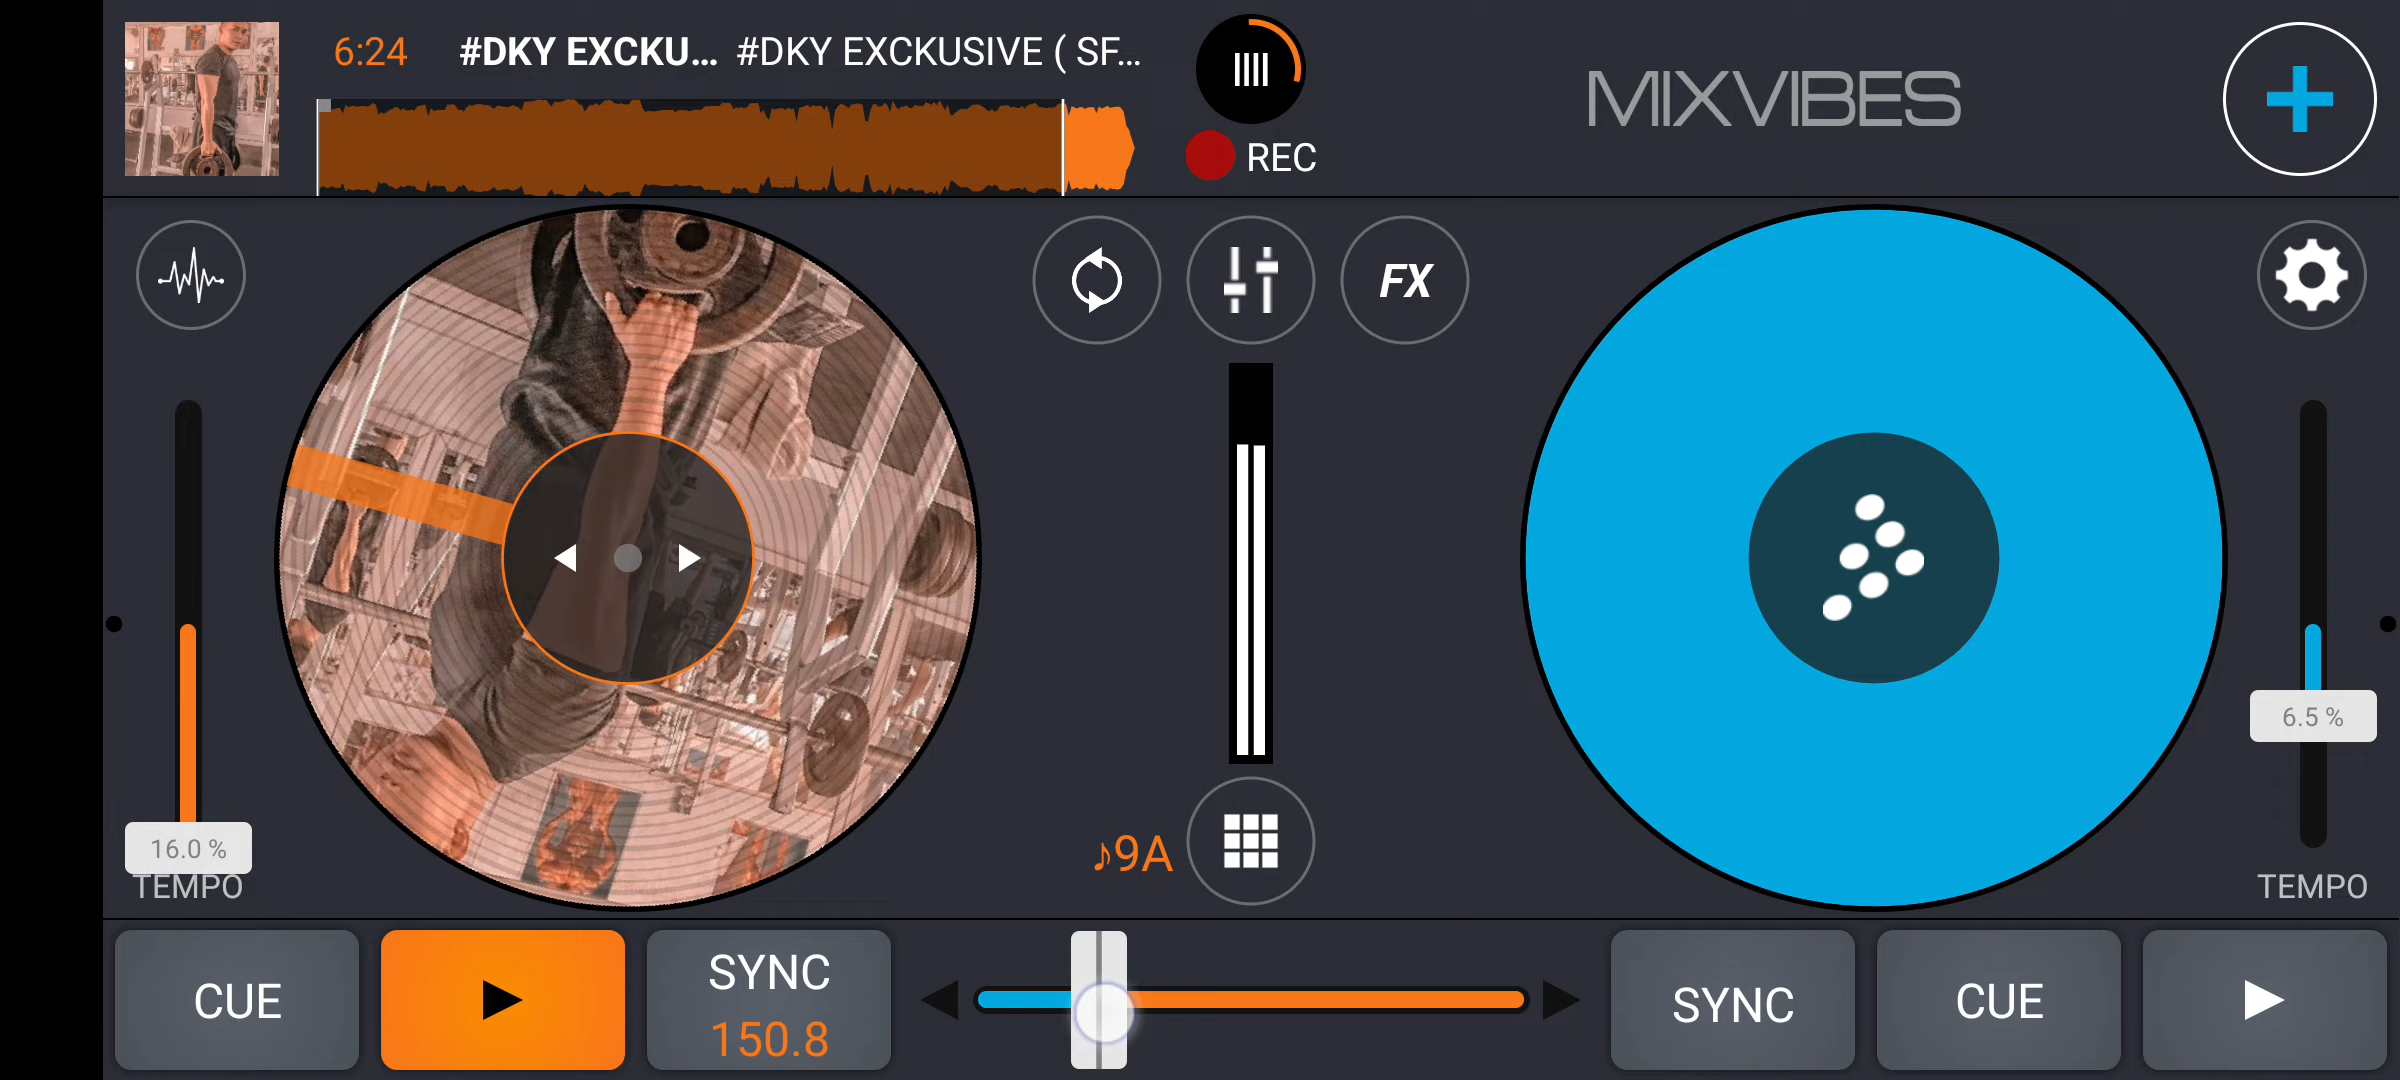 6:24 #DKY EXCKU... #DKY EXCKUSIVE ( SF...
REC
MIXVIBES
FX
16.0 %
TEMPO
♪9A
6.5 %
TEMPO
CUE
SYNC
150.8
SYNC
CUE